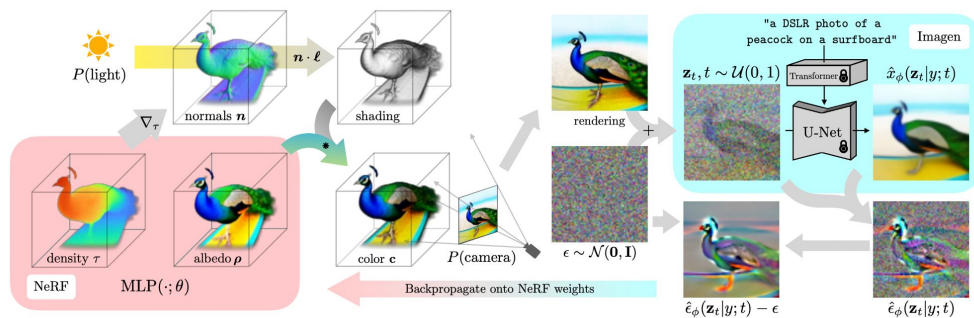 P(light)
n · ℓ
normals n
shading
∇τ
density τ
albedo ρ
NeRF
MLP(·; θ)
*
color c
P(camera)
rendering
+
ϵ ∼ N(0, I)
Backpropagate onto NeRF weights
"a DSLR photo of a
peacock on a surfboard"
Imagen
z_t, t ∼ U(0, 1)
Transformer
U-Net
x̂_ϕ(z_t|y; t)
ϵ̂_ϕ(z_t|y; t) − ϵ
ϵ̂_ϕ(z_t|y; t)